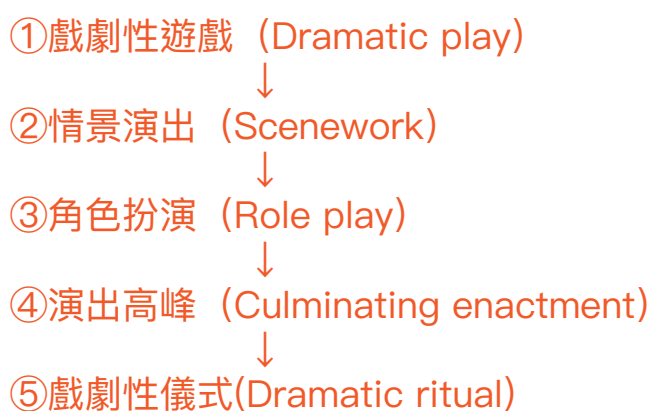 ①戲劇性遊戲（Dramatic play）
↓
②情景演出（Scenework）
↓
③角色扮演（Role play）
↓
④演出高峰（Culminating enactment）
↓
⑤戲劇性儀式(Dramatic ritual）